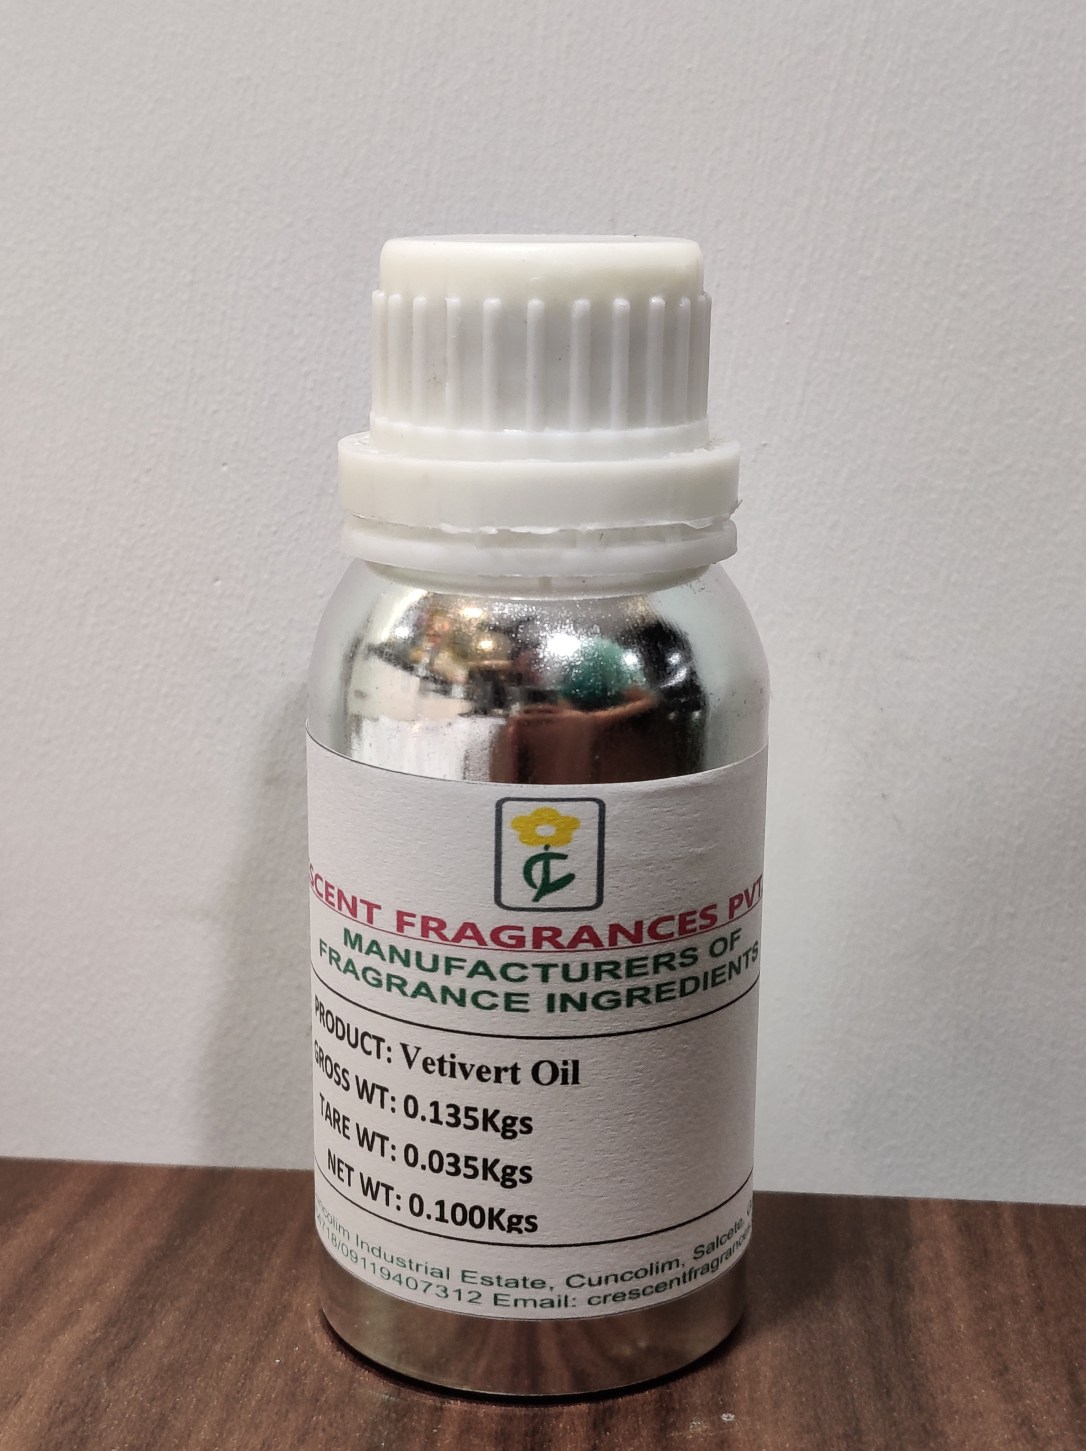 SCENT FRAGRANCES PVT
MANUFACTURERS OF
FRAGRANCE INGREDIENTS
PRODUCT: Vetivert Oil
GROSS WT: 0.135Kgs
TARE WT: 0.035Kgs
NET WT: 0.100Kgs
Industrial Estate, Cuncolim, Salcete,
/09119407312 Email: crescentfragrance